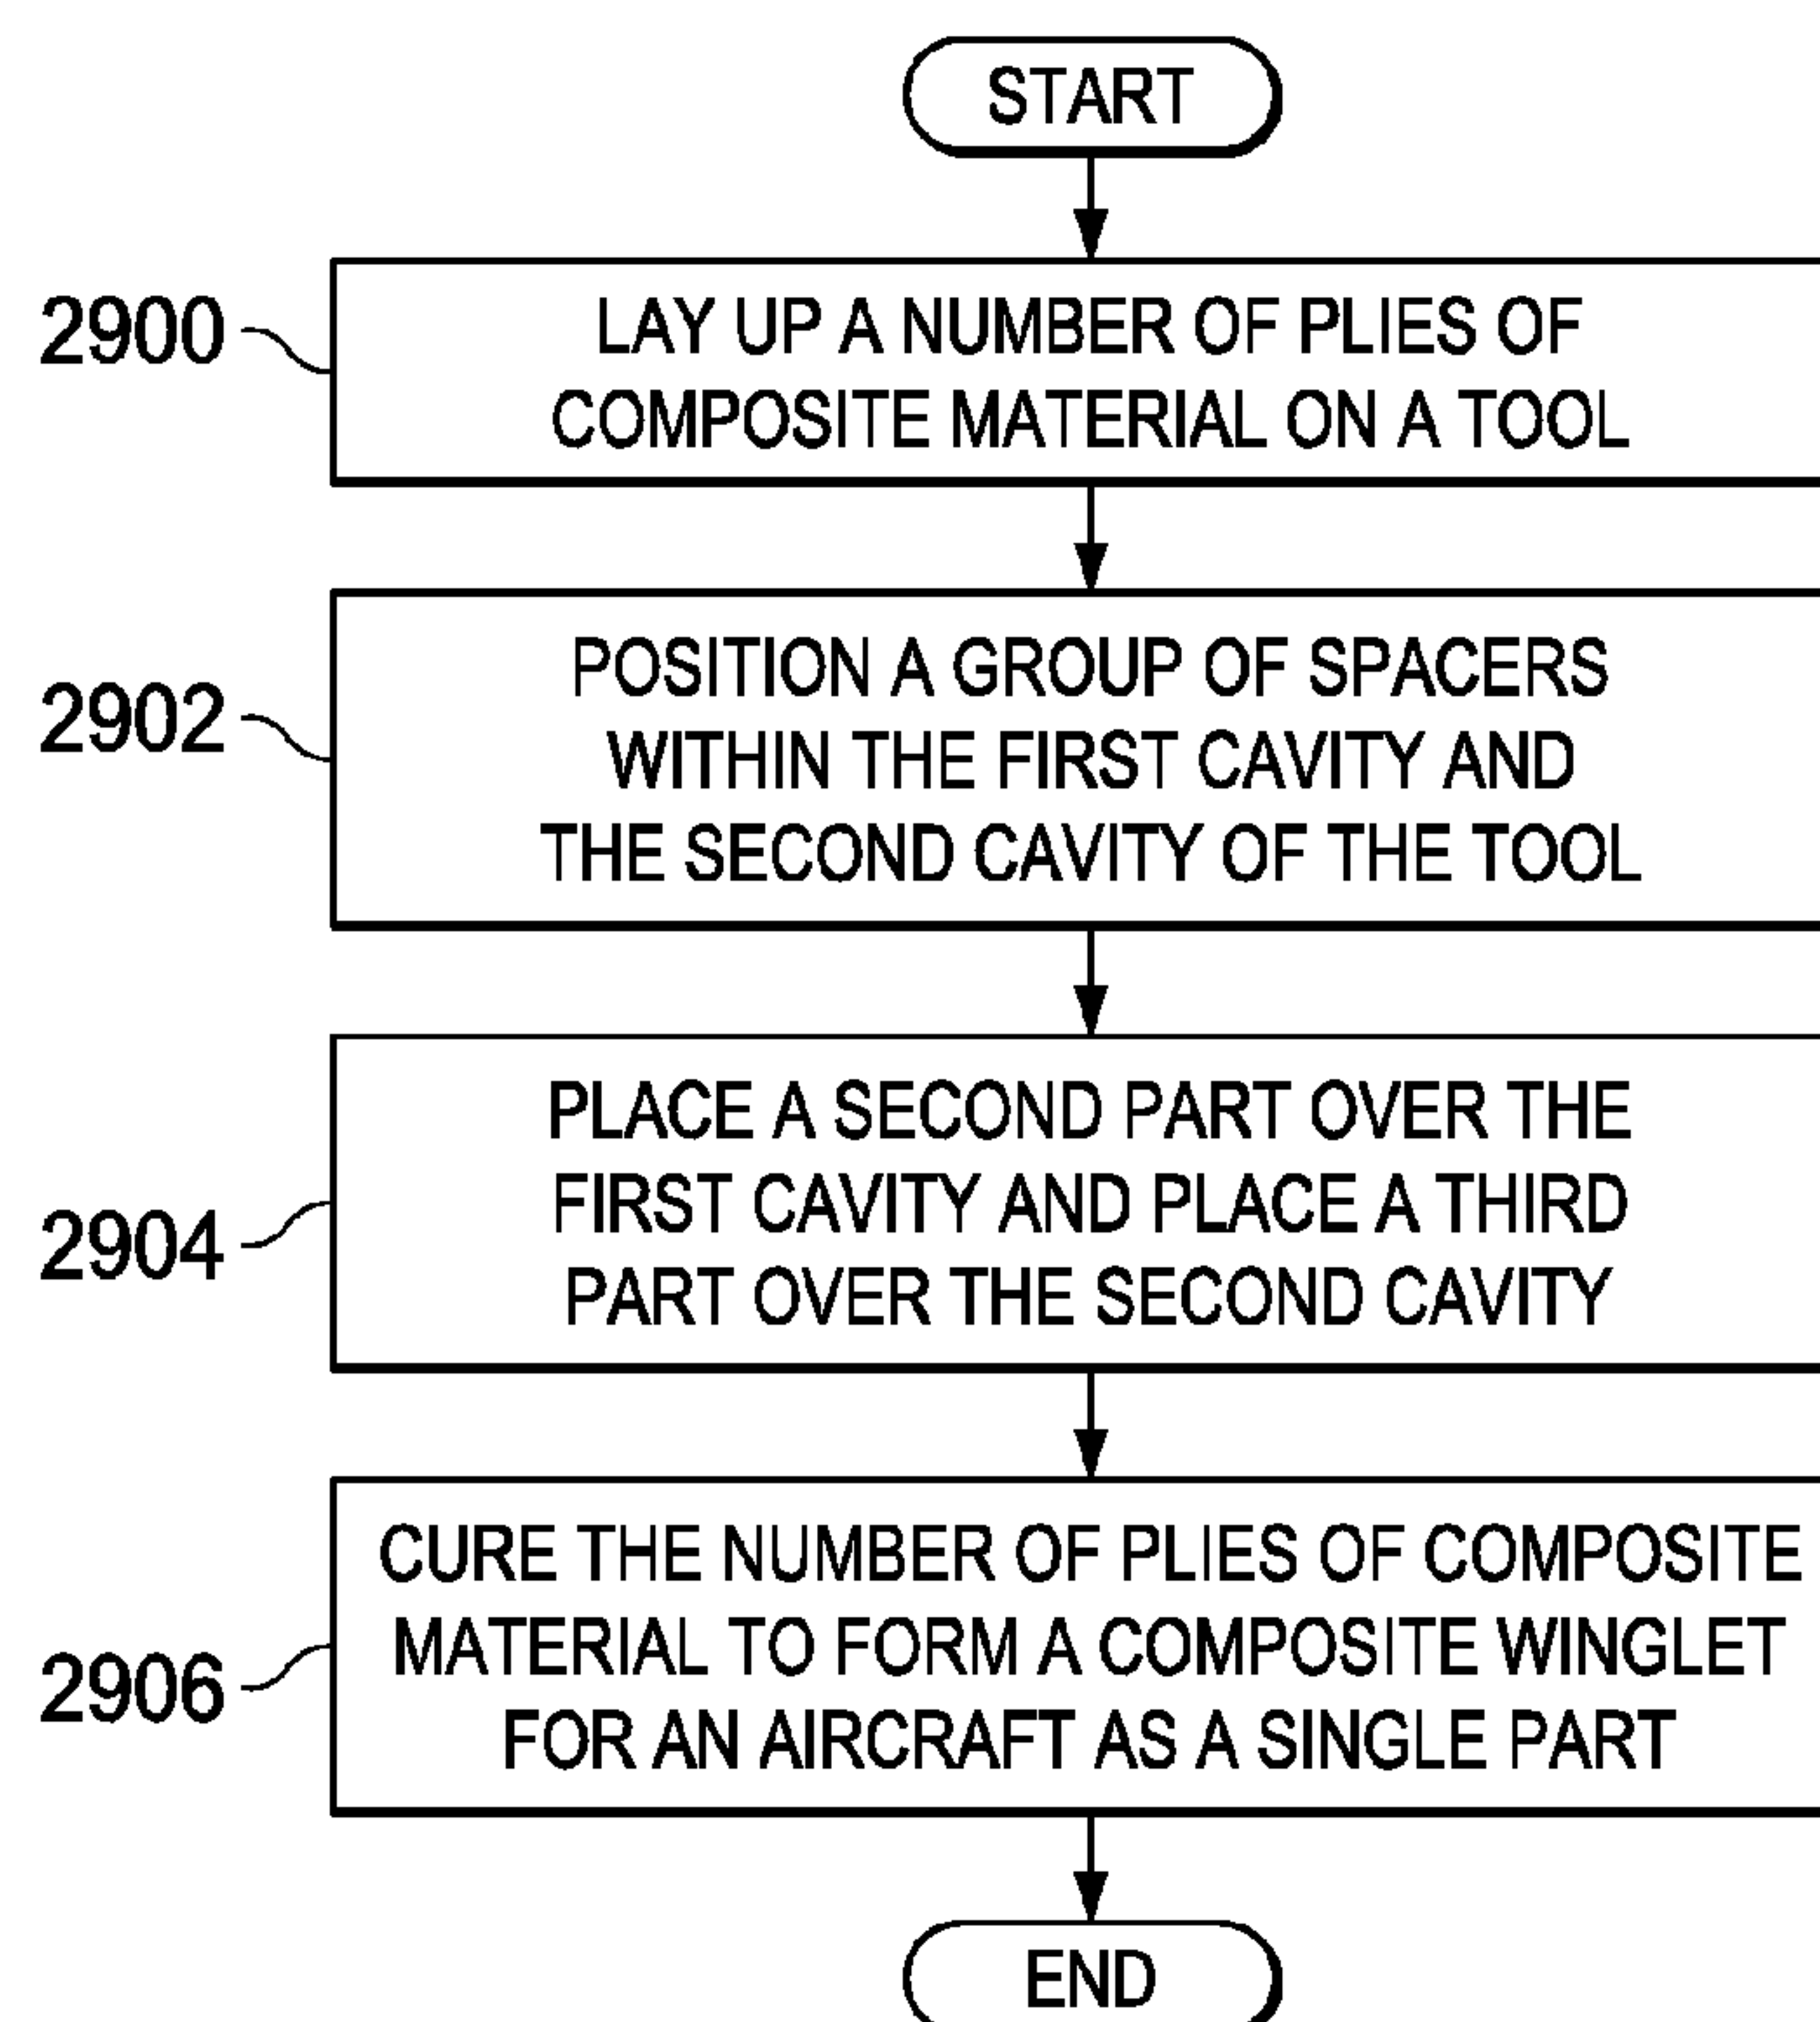 START
2900
LAY UP A NUMBER OF PLIES OF
COMPOSITE MATERIAL ON A TOOL
2902
POSITION A GROUP OF SPACERS
WITHIN THE FIRST CAVITY AND
THE SECOND CAVITY OF THE TOOL
2904
PLACE A SECOND PART OVER THE
FIRST CAVITY AND PLACE A THIRD
PART OVER THE SECOND CAVITY
2906
CURE THE NUMBER OF PLIES OF COMPOSITE
MATERIAL TO FORM A COMPOSITE WINGLET
FOR AN AIRCRAFT AS A SINGLE PART
END